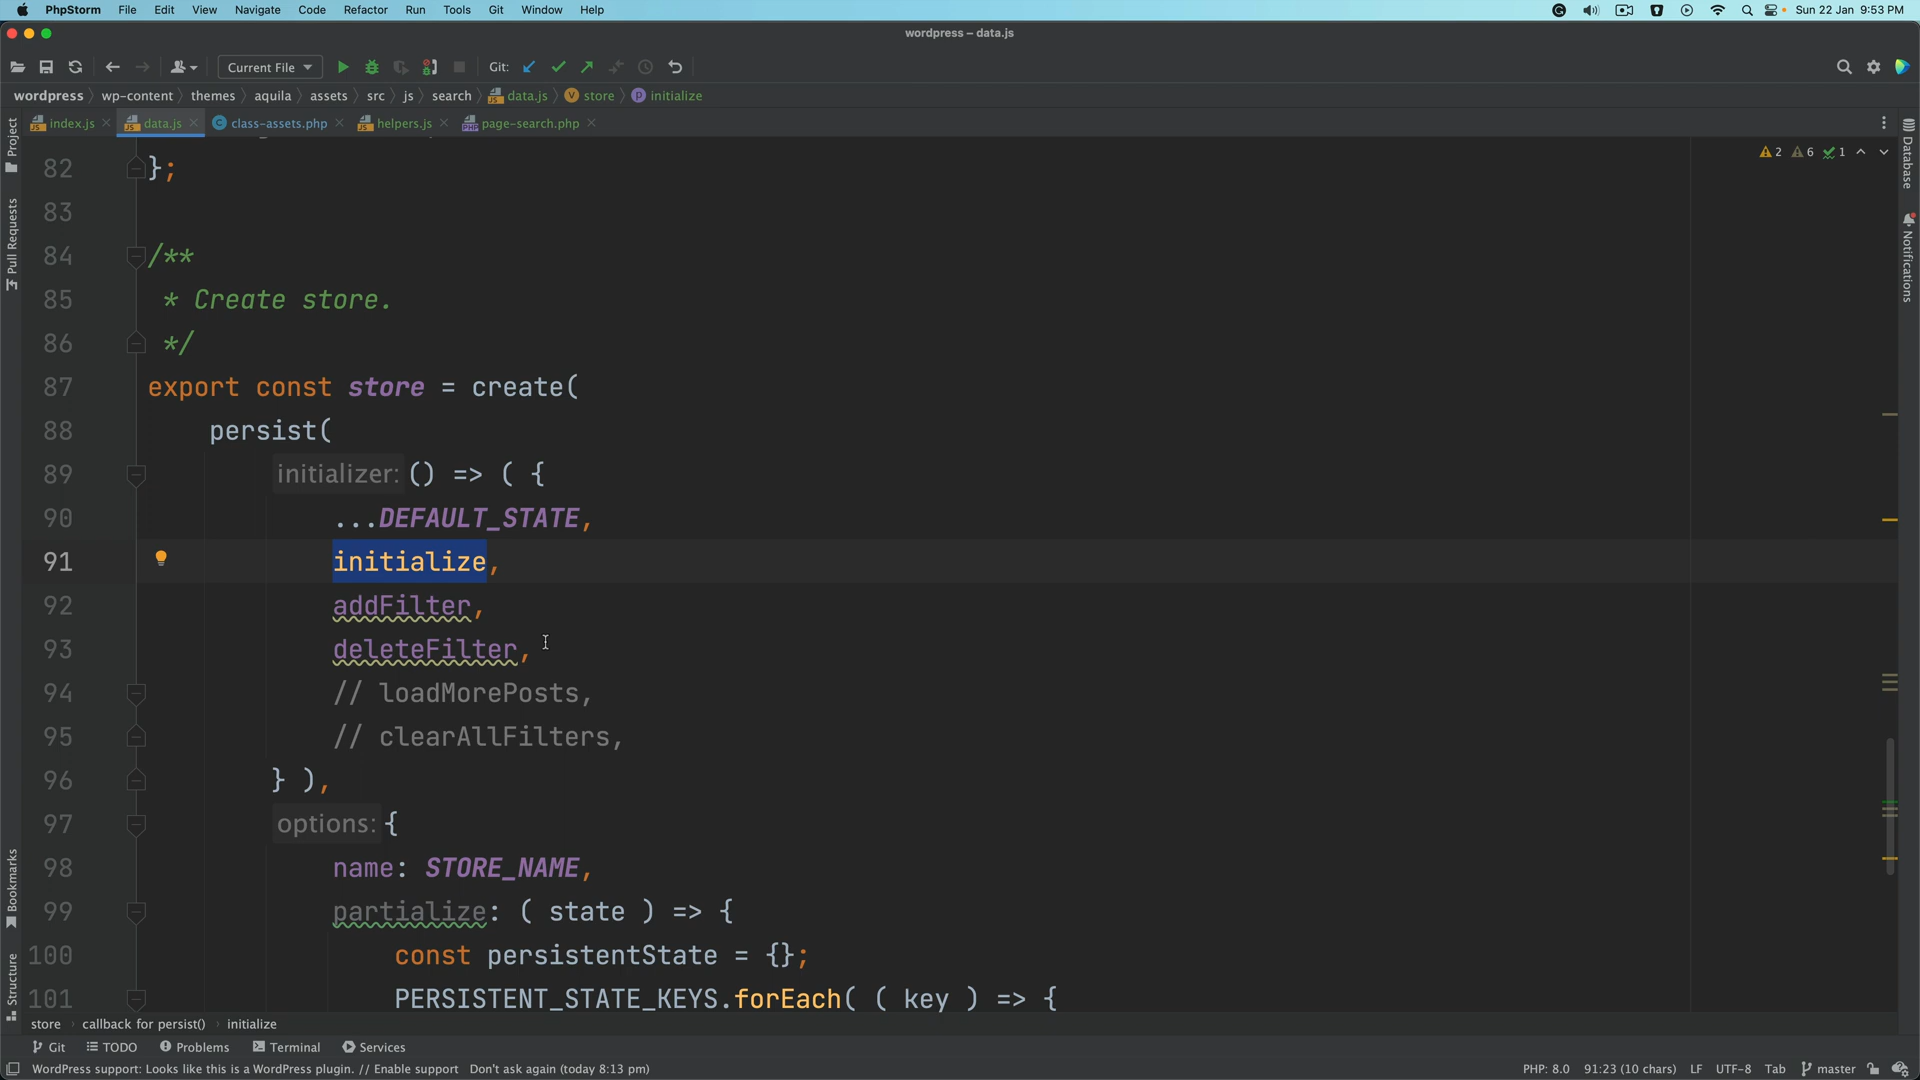 PhpStorm File Edit View Navigate Code Refactor Run Tools Git Window Help Sun 22 Jan 9:53 PM
wordpress – data.js
Current File Git:
wordpress wp-content themes aquila assets src js search data.js store initialize
index.js data.js class-assets.php helpers.js page-search.php
2 6 1
Project
Pull Requests
Bookmarks
Structure
Database
Notifications
82 };
83
84 /**
85 * Create store.
86 */
87 export const store = create(
88 persist(
89 initializer: () => ( {
90 ...DEFAULT_STATE,
91 initialize,
92 addFilter,
93 deleteFilter,
94 // loadMorePosts,
95 // clearAllFilters,
96 } ),
97 options: {
98 name: STORE_NAME,
99 partialize: ( state ) => {
100 const persistentState = {};
101 PERSISTENT_STATE_KEYS.forEach( ( key ) => {
store callback for persist() initialize
Git TODO Problems Terminal Services
WordPress support: Looks like this is a WordPress plugin. // Enable support Don't ask again (today 8:13 pm) PHP: 8.0 91:23 (10 chars) LF UTF-8 Tab master